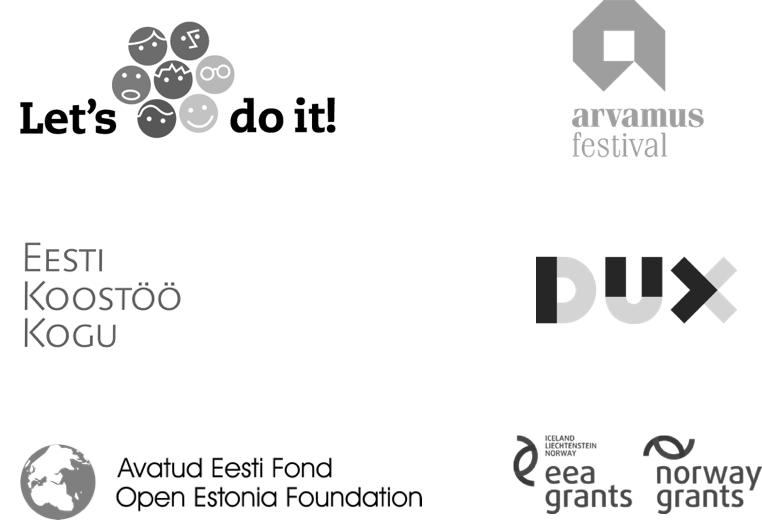 Let's do it!
arvamus
festival
EESTI
KOOSTÖÖ
KOGU
DUX
Avatud Eesti Fond
Open Estonia Foundation
ICELAND
LIECHTENSTEIN
NORWAY
eea
grants
norway
grants